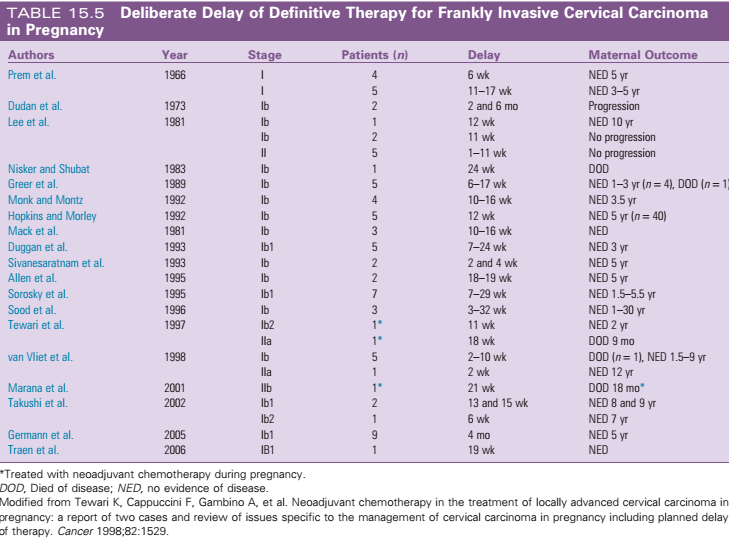 TABLE 15.5 Deliberate Delay of Definitive Therapy for Frankly Invasive Cervical Carcinoma
in Pregnancy
Authors Year Stage Patients (n) Delay Maternal Outcome
Prem et al. 1966 I 4 6 wk NED 5 yr
I 5 11–17 wk NED 3–5 yr
Dudan et al. 1973 Ib 2 2 and 6 mo Progression
Lee et al. 1981 Ib 1 12 wk NED 10 yr
Ib 2 11 wk No progression
II 5 1–11 wk No progression
Nisker and Shubat 1983 Ib 1 24 wk DOD
Greer et al. 1989 Ib 5 6–17 wk NED 1–3 yr (n = 4), DOD (n = 1)
Monk and Montz 1992 Ib 4 10–16 wk NED 3.5 yr
Hopkins and Morley 1992 Ib 5 12 wk NED 5 yr (n = 40)
Mack et al. 1981 Ib 3 10–16 wk NED
Duggan et al. 1993 Ib1 5 7–24 wk NED 3 yr
Sivanesaratnam et al. 1993 Ib 2 2 and 4 wk NED 5 yr
Allen et al. 1995 Ib 2 18–19 wk NED 5 yr
Sorosky et al. 1995 Ib1 7 7–29 wk NED 1.5–5.5 yr
Sood et al. 1996 Ib 3 3–32 wk NED 1–30 yr
Tewari et al. 1997 Ib2 1* 11 wk NED 2 yr
IIa 1* 18 wk DOD 9 mo
van Vliet et al. 1998 Ib 5 2–10 wk DOD (n = 1), NED 1.5–9 yr
IIa 1 2 wk NED 12 yr
Marana et al. 2001 IIb 1* 21 wk DOD 18 mo*
Takushi et al. 2002 Ib1 2 13 and 15 wk NED 8 and 9 yr
Ib2 1 6 wk NED 7 yr
Germann et al. 2005 Ib1 9 4 mo NED 5 yr
Traen et al. 2006 IB1 1 19 wk NED
*Treated with neoadjuvant chemotherapy during pregnancy.
DOD, Died of disease; NED, no evidence of disease.
Modified from Tewari K, Cappuccini F, Gambino A, et al. Neoadjuvant chemotherapy in the treatment of locally advanced cervical carcinoma in
pregnancy: a report of two cases and review of issues specific to the management of cervical carcinoma in pregnancy including planned delay
of therapy. Cancer 1998;82:1529.